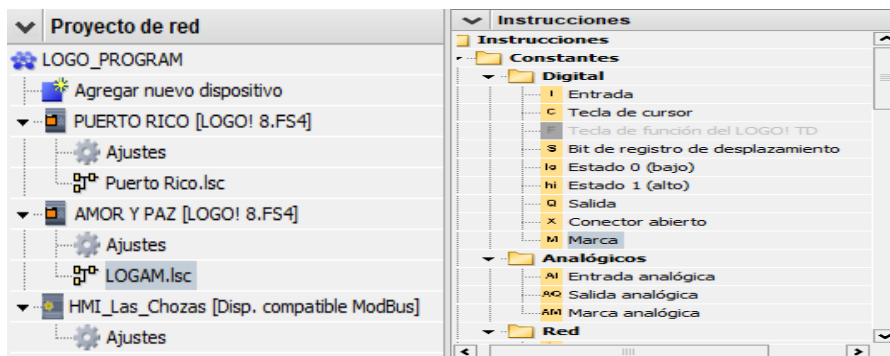 Proyecto de red
LOGO_PROGRAM
Agregar nuevo dispositivo
PUERTO RICO [LOGO! 8.FS4]
Ajustes
Puerto Rico.lsc
AMOR Y PAZ [LOGO! 8.FS4]
Ajustes
LOGAM.lsc
HMI_Las_Chozas [Disp. compatible ModBus]
Ajustes
Instrucciones
Instrucciones
Constantes
Digital
I Entrada
C Tecla de cursor
F Tecla de función del LOGO! TD
S Bit de registro de desplazamiento
lo Estado 0 (bajo)
hi Estado 1 (alto)
Q Salida
X Conector abierto
M Marca
Analógicos
AI Entrada analógica
AQ Salida analógica
AM Marca analógica
Red